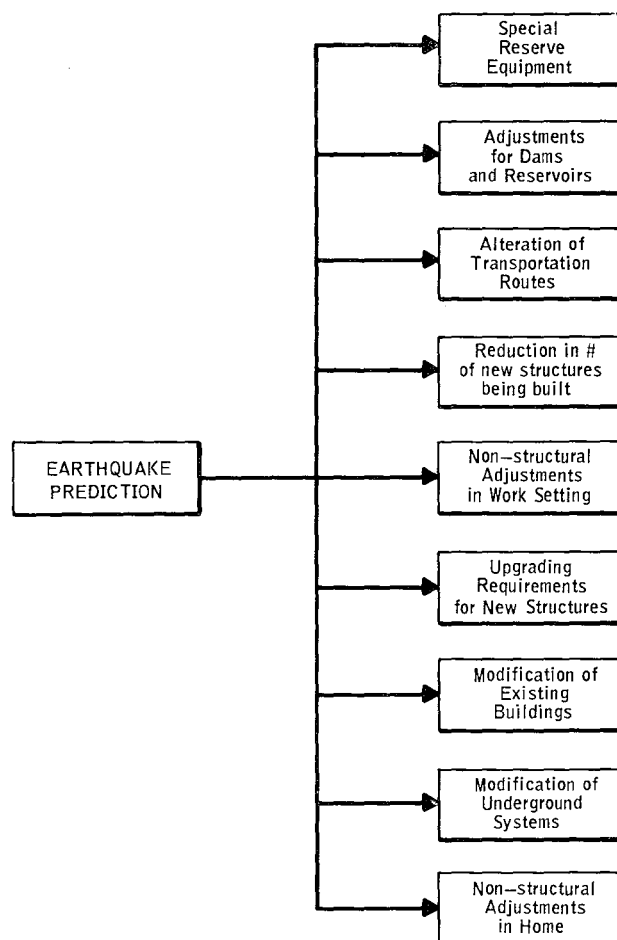 Special
Reserve
Equipment
Adjustments
for Dams
and Reservoirs
Alteration of
Transportation
Routes
Reduction in #
of new structures
being built
EARTHQUAKE
PREDICTION
Non-structural
Adjustments
in Work Setting
Upgrading
Requirements
for New Structures
Modification of
Existing
Buildings
Modification of
Underground
Systems
Non-structural
Adjustments
in Home